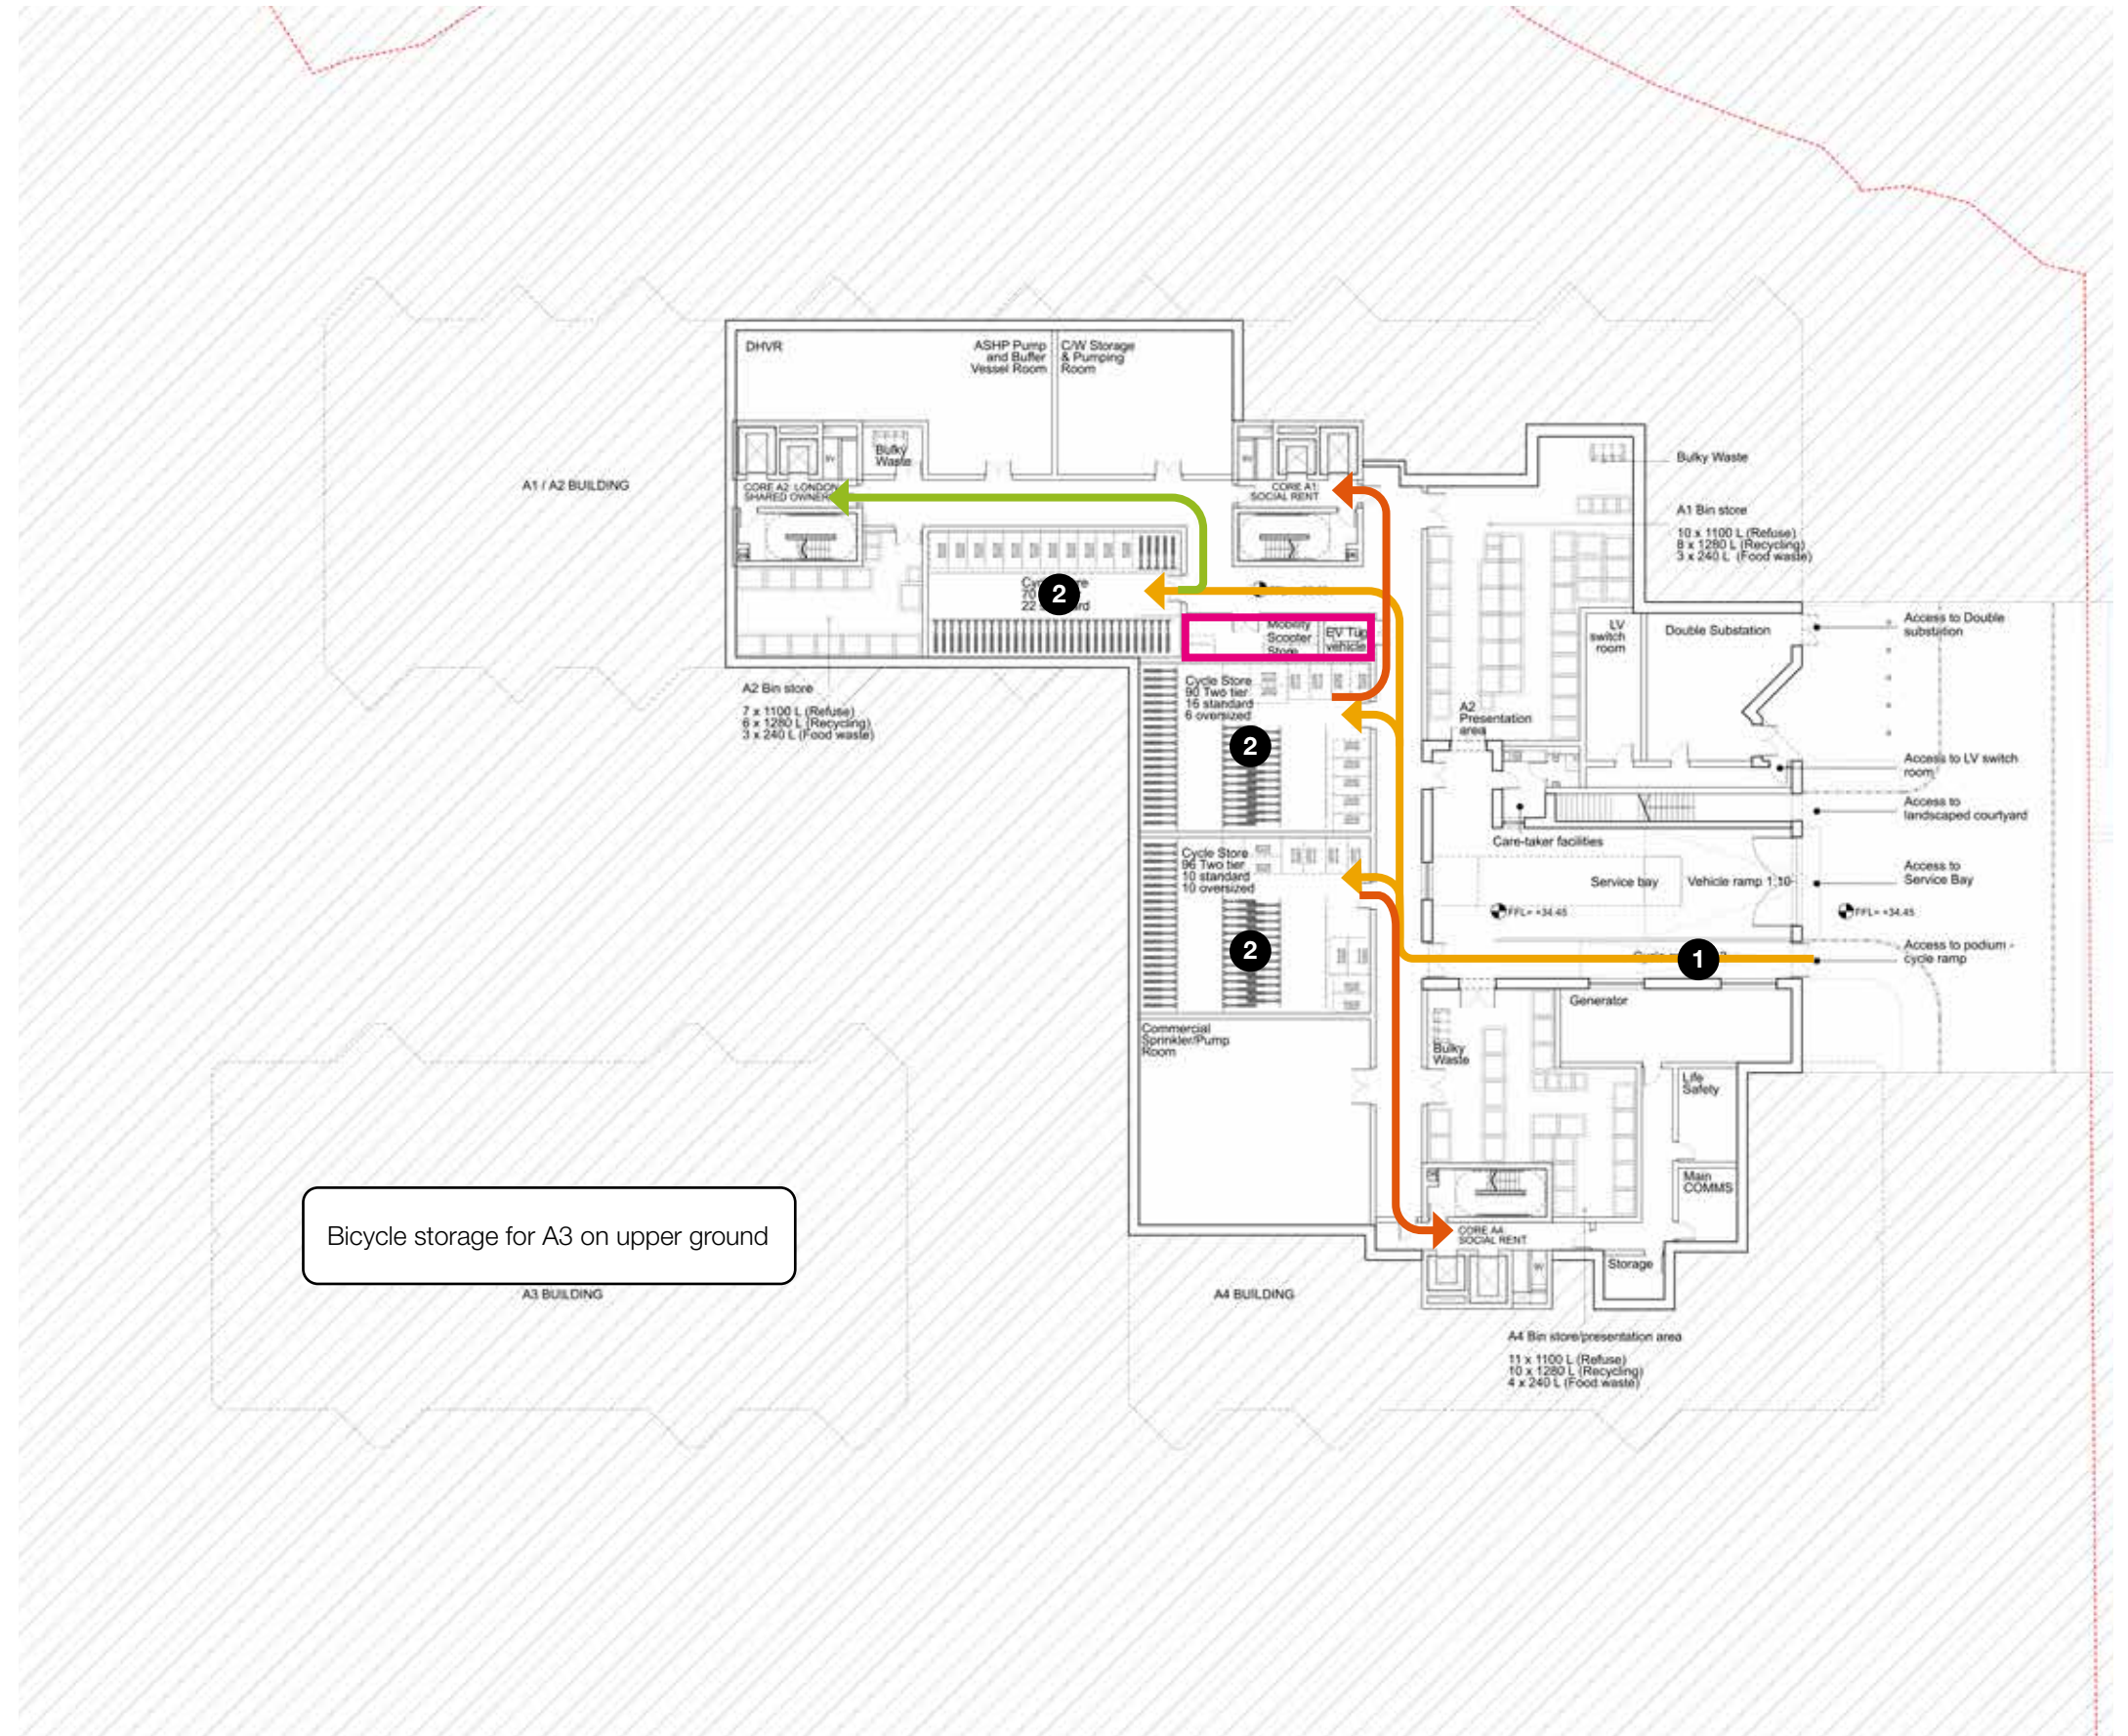 DHVR
ASHP Pump
and Buffer
Vessel Room
C/W Storage
& Pumping
Room
Bulky
Waste
A1 / A2 BUILDING
CORE A2: LONDON
SHARED
CORE A1:
SOCIAL RENT
Bulky Waste
A1 Bin store
10 x 1100 L (Refuse)
8 x 1280 L (Recycling)
3 x 240 L (Food waste)
2
70
22
Mobility
Scooter
Store
EV Tug
vehicle
LV
switch
room
Double Substation
Access to Double
substation
A2 Bin store
7 x 1100 L (Refuse)
6 x 1280 L (Recycling)
3 x 240 L (Food waste)
Cycle Store
90 Two tier
16 standard
6 oversized
2
A2
Presentation
area
Access to LV switch
room
Access to
landscaped courtyard
Care-taker facilities
Cycle Store
96 Two tier
10 standard
10 oversized
2
Service bay
Vehicle ramp 1:10
Access to
Service Bay
FFL= +34.45
FFL= +34.45
1
Access to podium -
cycle ramp
Generator
Commercial
Sprinkler/Pump
Room
Bulky
Waste
Life
Safety
Main
COMMS
Bicycle storage for A3 on upper ground
A3 BUILDING
CORE A4
SOCIAL RENT
Storage
A4 BUILDING
A4 Bin store/presentation area
11 x 1100 L (Refuse)
10 x 1280 L (Recycling)
4 x 240 L (Food waste)